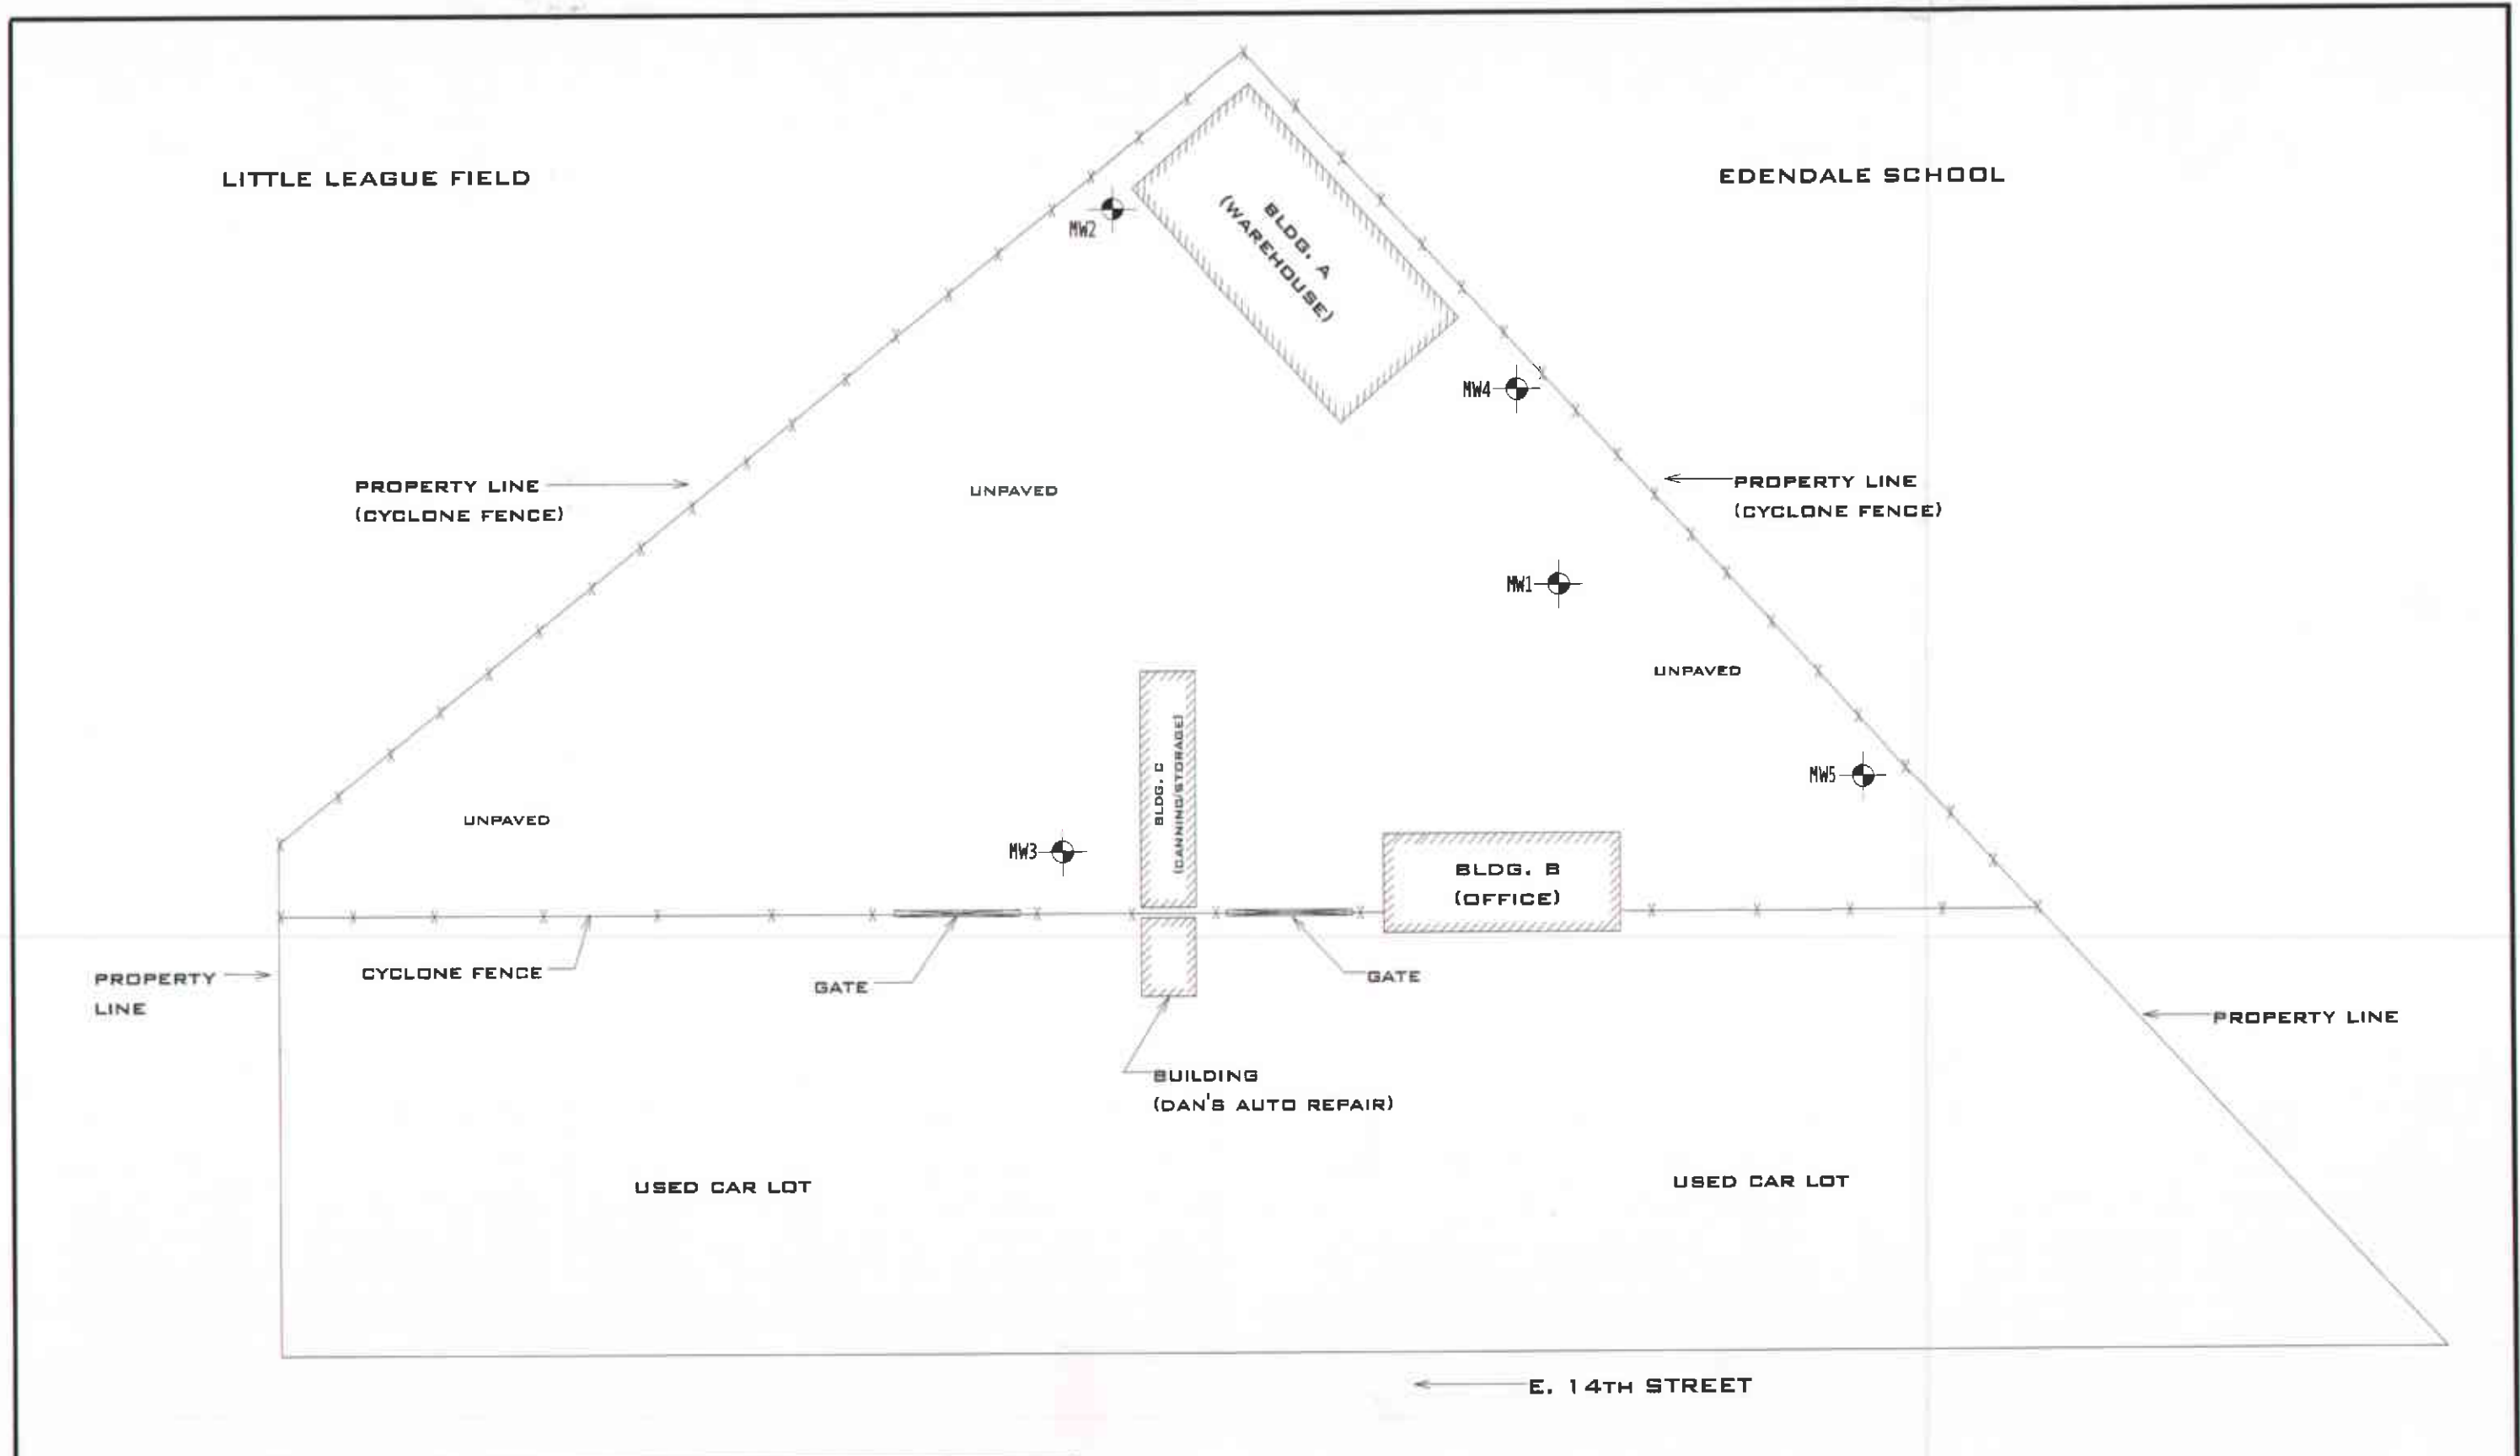 LITTLE LEAGUE FIELD
EDENDALE SCHOOL
MW2
BLDG. A
(WAREHOUSE)
MW4
PROPERTY LINE
(CYCLONE FENCE)
UNPAVED
PROPERTY LINE
(CYCLONE FENCE)
MW1
UNPAVED
BLDG. C
(CANNING/STORAGE)
MW5
UNPAVED
MW3
BLDG. B
(OFFICE)
PROPERTY
LINE
CYCLONE FENCE
GATE
GATE
PROPERTY LINE
BUILDING
(DAN'S AUTO REPAIR)
USED CAR LOT
USED CAR LOT
E. 14TH STREET